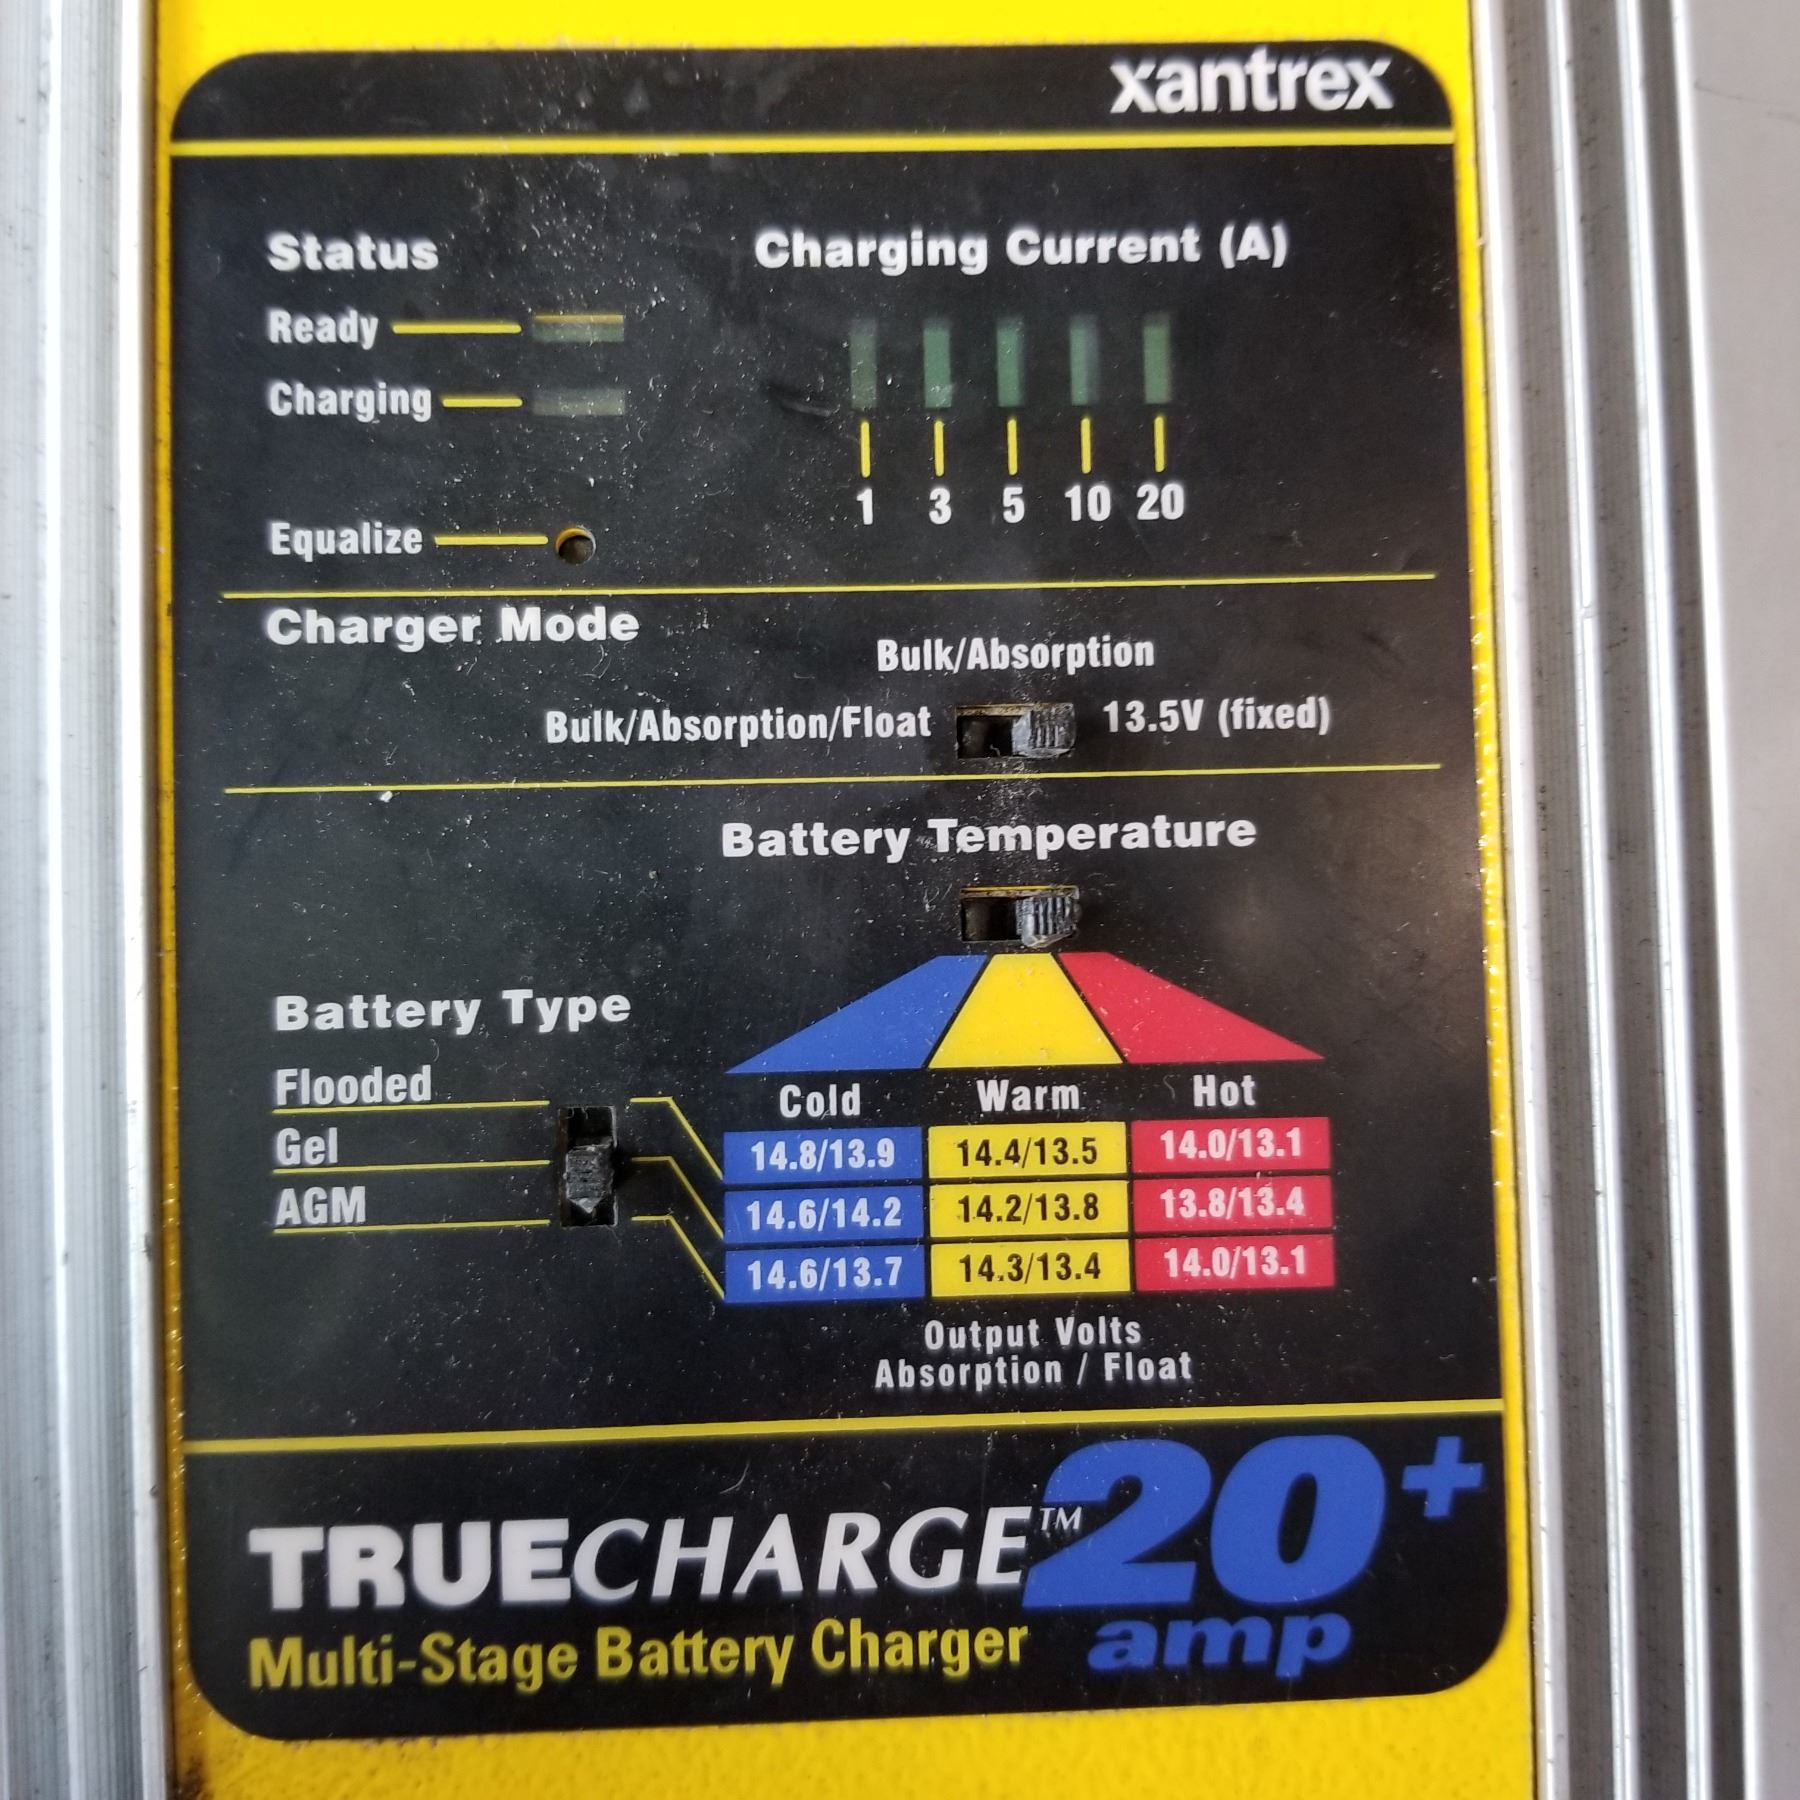 xantrex
Status
Charging Current (A)
Ready
Charging
1 3 5 10 20
Equalize
Charger Mode
Bulk/Absorption
Bulk/Absorption/Float
13.5V (fixed)
Battery Temperature
Battery Type
Flooded
Gel
AGM
Cold Warm Hot
14.8/13.9 14.4/13.5 14.0/13.1
14.6/14.2 14.2/13.8 13.8/13.4
14.6/13.7 14.3/13.4 14.0/13.1
Output Volts
Absorption / Float
TRUECHARGE™ 20+
amp
Multi-Stage Battery Charger